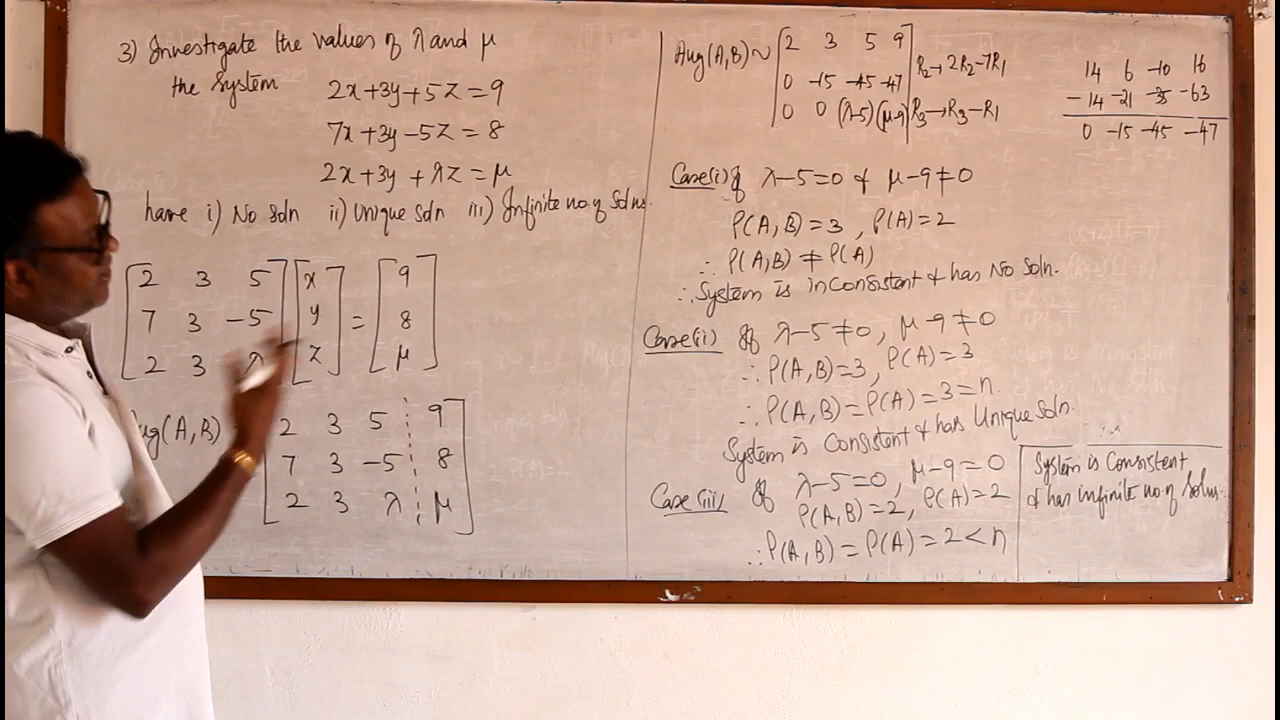 3) Investigate the values of λ and μ
the system
2x+3y+5z=9
7x+3y-5z=8
2x+3y+λz=μ
have i) No Soln ii) Unique Soln iii) Infinite no. of Solns.
[2 3 5] [x] = [9]
[7 3 -5] [y] = [8]
[2 3 λ] [z] = [μ]
ug(A,B) [2 3 5 ⋮ 9]
[7 3 -5 ⋮ 8]
[2 3 λ ⋮ μ]
Aug(A,B) ~ [2 3 5 9]
[0 -15 -45 -47] R2→2R2-7R1
[0 0 (λ-5) (μ-9)] R3→R3-R1
14 6 -10 16
-14 -21 -35 -63
0 -15 -45 -47
Case(i) If λ-5=0 & μ-9≠0
ρ(A,B)=3, ρ(A)=2
∴ ρ(A,B)≠ρ(A)
∴ System is inconsistent & has No Soln.
Case(ii) If λ-5≠0, μ-9≠0
∴ ρ(A,B)=3, ρ(A)=3
∴ ρ(A,B)=ρ(A)=3=n.
System is Consistent & has Unique Soln.
Case(iii) If λ-5=0, μ-9=0
ρ(A,B)=2, ρ(A)=2
∴ ρ(A,B)=ρ(A)=2<n
∴
System is Consistent
& has infinite no. of Solns.